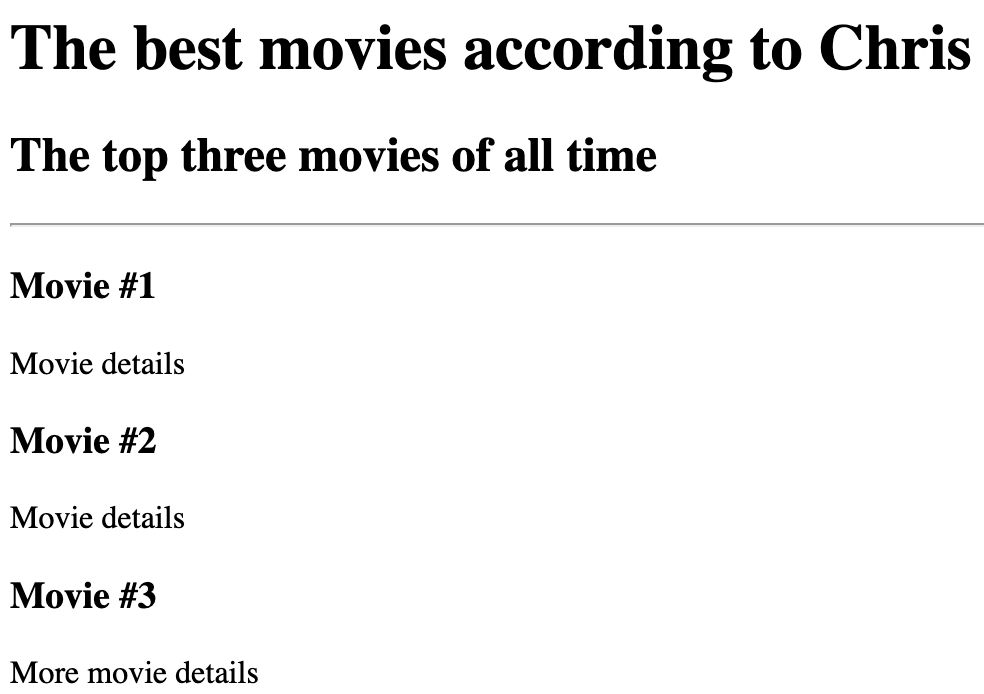 The best movies according to Chris
The top three movies of all time
Movie #1
Movie details
Movie #2
Movie details
Movie #3
More movie details